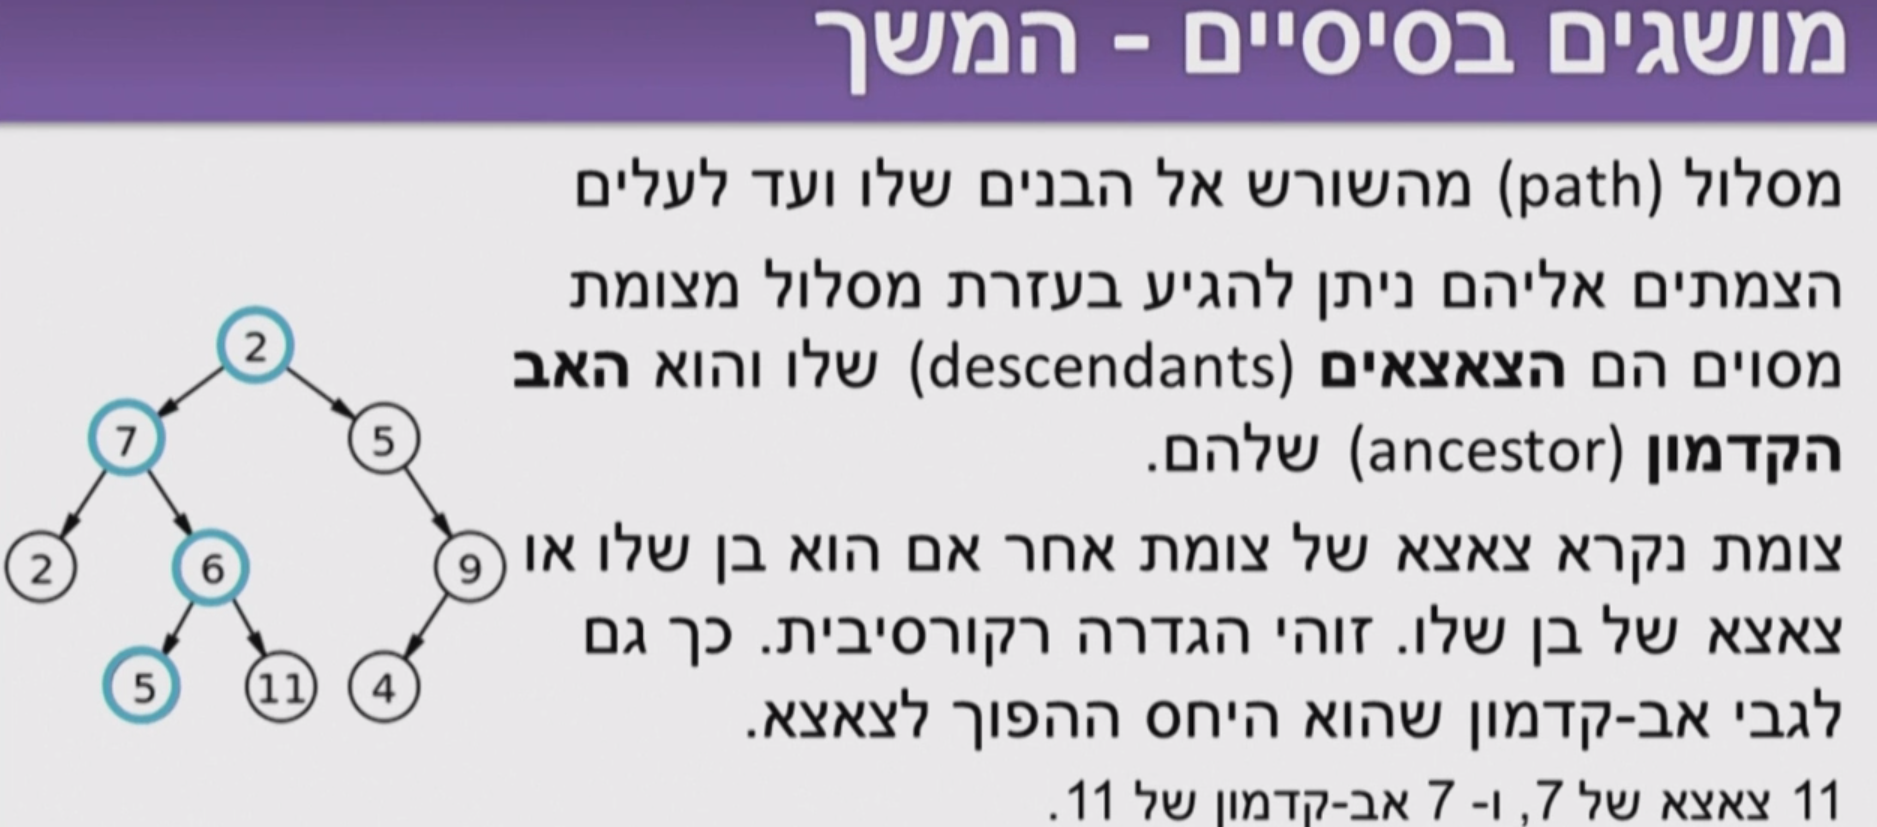 מושגים בסיסיים - המשך
מסלול (path) מהשורש אל הבנים שלו ועד לעלים
הצמתים אליהם ניתן להגיע בעזרת מסלול מצומת
מסוים הם הצאצאים (descendants) שלו והוא האב
הקדמון (ancestor) שלהם.
צומת נקרא צאצא של צומת אחר אם הוא בן שלו או
צאצא של בן שלו. זוהי הגדרה רקורסיבית. כך גם
לגבי אב-קדמון שהוא היחס ההפוך לצאצא.
11 צאצא של 7, ו- 7 אב-קדמון של 11.
2
7 5
2 6 9
5 11 4